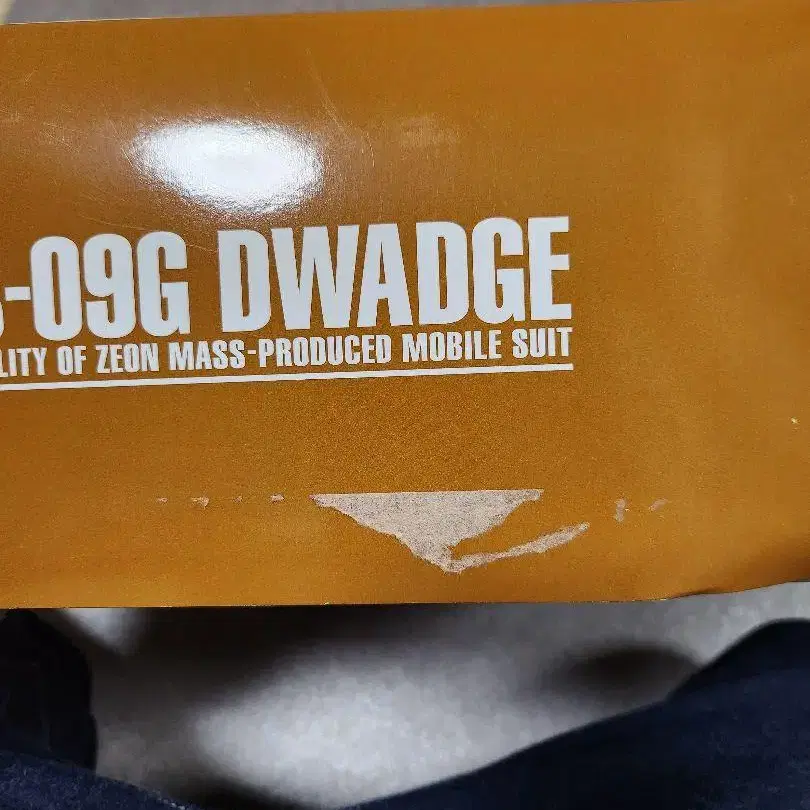 -09G DWADGE
LITY OF ZEON MASS-PRODUCED MOBILE SUIT